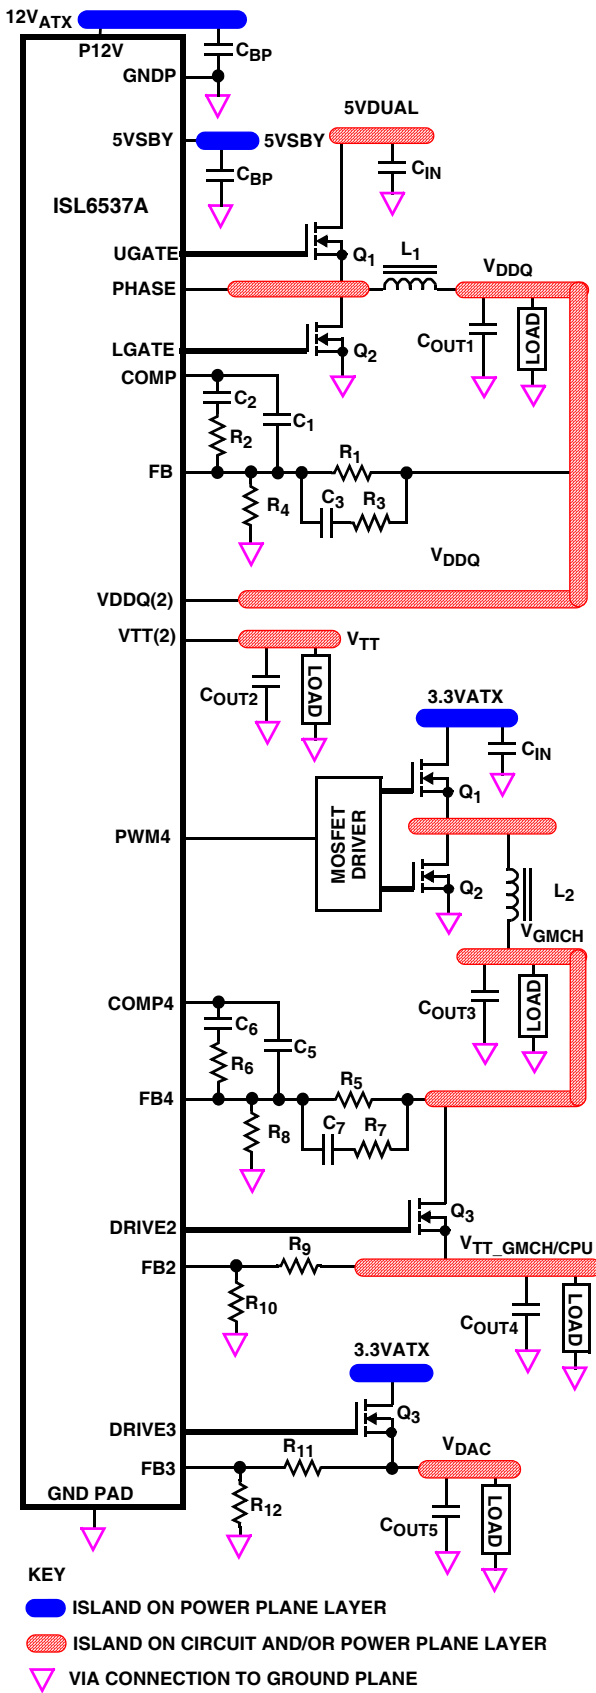 12VATX
P12V
CBP
GNDP
5VDUAL
5VSBY
5VSBY
CIN
CBP
ISL6537A
UGATE
Q1
L1
VDDQ
PHASE
COUT1
LOAD
LGATE
Q2
COMP
C2
C1
R2
R1
FB
R4
C3
R3
VDDQ
VDDQ(2)
VTT(2)
VTT
COUT2
LOAD
3.3VATX
CIN
Q1
PWM4
MOSFET
DRIVER
Q2
L2
VGMCH
COMP4
COUT3
LOAD
C6
C5
R6
R5
FB4
R8
C7
R7
Q3
DRIVE2
R9
VTT_GMCH/CPU
FB2
R10
COUT4
LOAD
3.3VATX
Q3
DRIVE3
R11
VDAC
FB3
GND PAD
R12
COUT5
LOAD
KEY
ISLAND ON POWER PLANE LAYER
ISLAND ON CIRCUIT AND/OR POWER PLANE LAYER
VIA CONNECTION TO GROUND PLANE